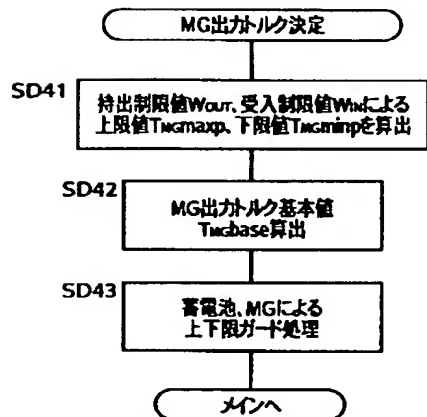 MG出力トルク決定
SD41
持出制限値WOUT、受入制限値WINによる
上限値TMGmaxp、下限値TMGminpを算出
SD42
MG出力トルク基本値
TMGbase算出
SD43
蓄電池、MGによる
上下限ガード処理
メインへ